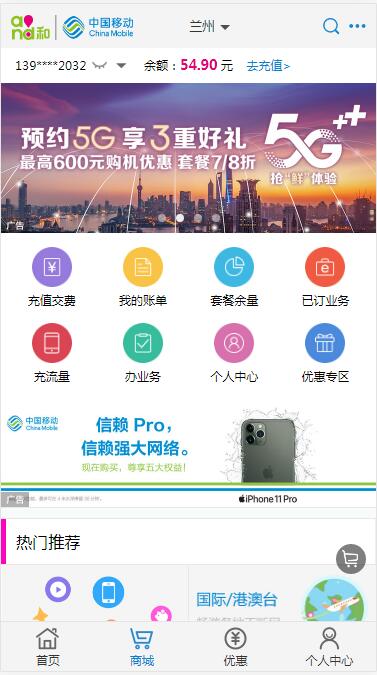 and和 中国移动 China Mobile 兰州
139****2032 余额：54.90 元 去充值>
预约5G 享3重好礼
最高600元购机优惠 套餐7/8折
5G++
抢“鲜”体验
广告
充值交费 我的账单 套餐余量 已订业务
充流量 办业务 个人中心 优惠专区
中国移动 China Mobile
信赖 Pro，
信赖强大网络。
现在购买，尊享五大权益！
广告
iPhone 11 Pro
热门推荐
国际/港澳台
首页 商城 优惠 个人中心